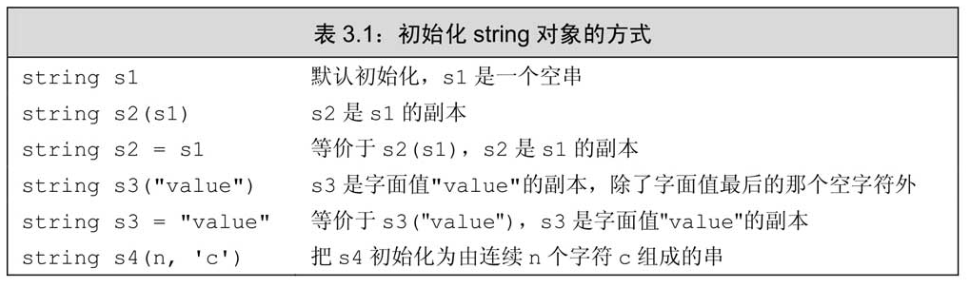 表 3.1：初始化 string 对象的方式
string s1 默认初始化，s1 是一个空串
string s2(s1) s2 是 s1 的副本
string s2 = s1 等价于 s2(s1)，s2 是 s1 的副本
string s3("value") s3 是字面值"value"的副本，除了字面值最后的那个空字符外
string s3 = "value" 等价于 s3("value")，s3 是字面值"value"的副本
string s4(n, 'c') 把 s4 初始化为由连续 n 个字符 c 组成的串